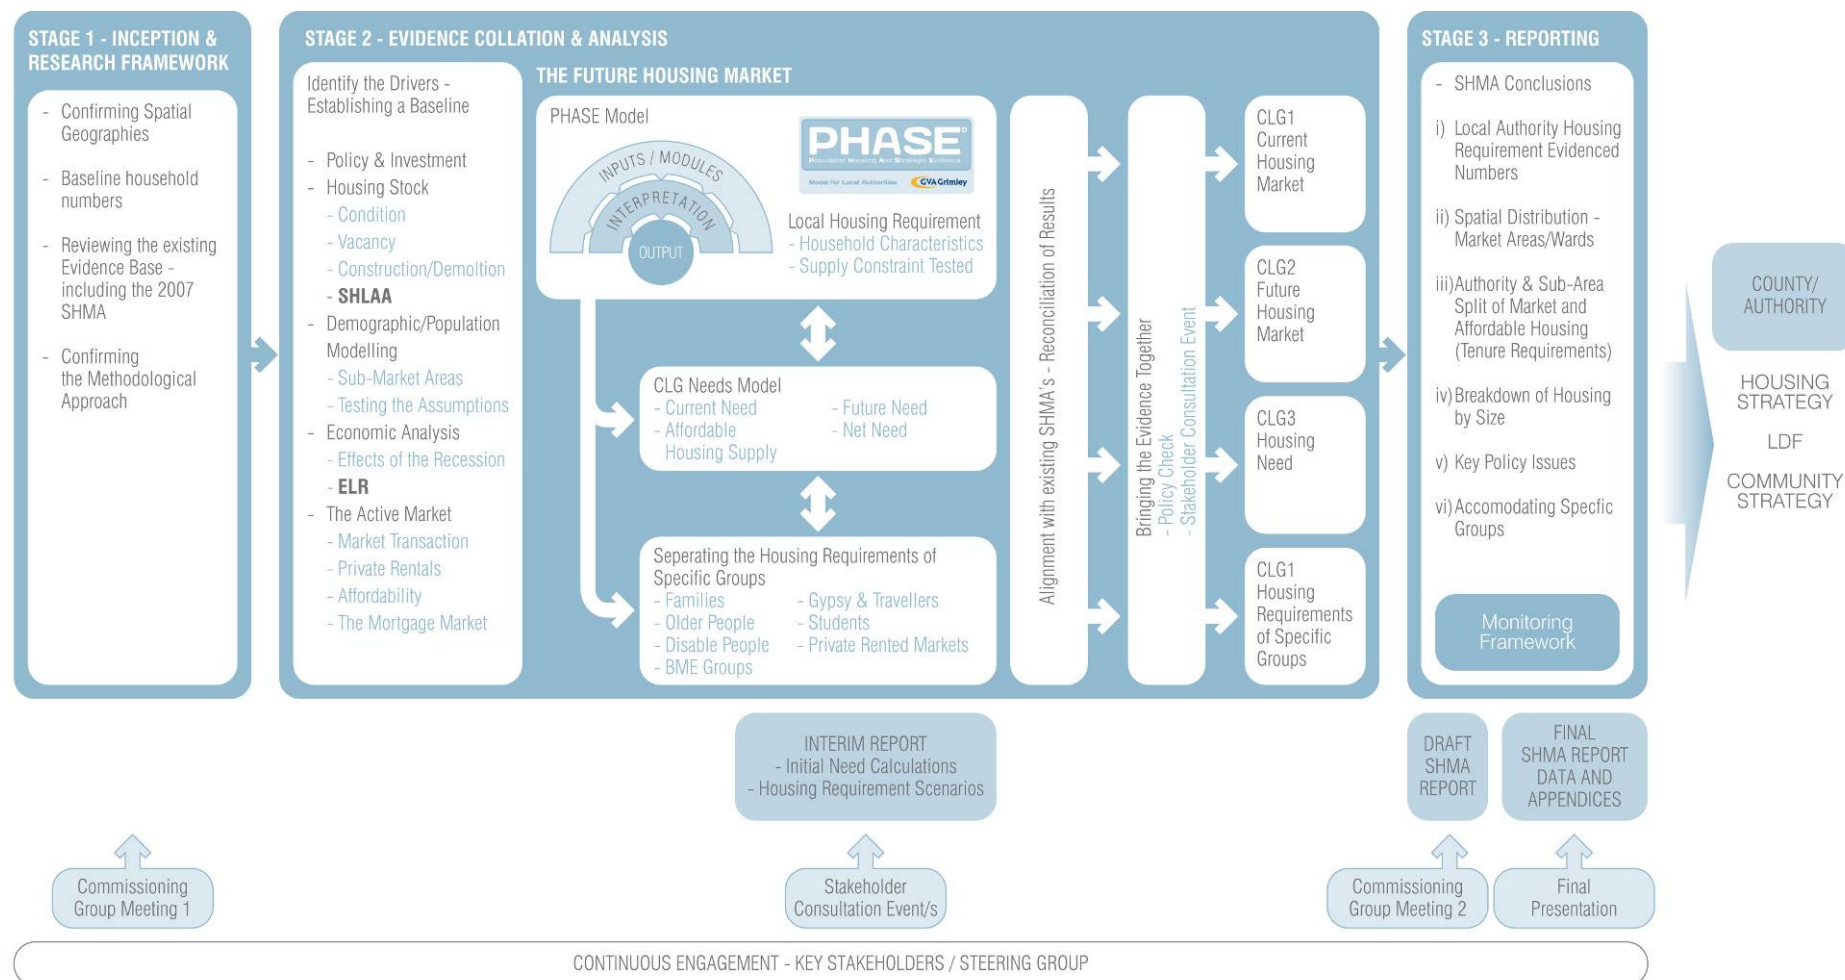 STAGE 1 - INCEPTION &
RESEARCH FRAMEWORK
- Confirming Spatial
Geographies
- Baseline household
numbers
- Reviewing the existing
Evidence Base -
including the 2007
SHMA
- Confirming
the Methodological
Approach
STAGE 2 - EVIDENCE COLLATION & ANALYSIS
Identify the Drivers -
Establishing a Baseline
- Policy & Investment
- Housing Stock
- Condition
- Vacancy
- Construction/Demoltion
- SHLAA
- Demographic/Population
Modelling
- Sub-Market Areas
- Testing the Assumptions
- Economic Analysis
- Effects of the Recession
- ELR
- The Active Market
- Market Transaction
- Private Rentals
- Affordability
- The Mortgage Market
THE FUTURE HOUSING MARKET
PHASE Model
INPUTS / MODULES
INTERPRETATION
OUTPUT
PHASE®
Population Housing And Strategic Evidence
Model for Local Authorities
GVA Grimley
Local Housing Requirement
- Household Characteristics
- Supply Constraint Tested
CLG Needs Model
- Current Need
- Affordable
Housing Supply
- Future Need
- Net Need
Seperating the Housing Requirements of
Specific Groups
- Families
- Older People
- Disable People
- BME Groups
- Gypsy & Travellers
- Students
- Private Rented Markets
Alignment with existing SHMA's - Reconciliation of Results
Bringing the Evidence Together
- Policy Check
- Stakeholder Consultation Event
CLG1
Current
Housing
Market
CLG2
Future
Housing
Market
CLG3
Housing
Need
CLG1
Housing
Requirements
of Specific
Groups
STAGE 3 - REPORTING
- SHMA Conclusions
i) Local Authority Housing
Requirement Evidenced
Numbers
ii) Spatial Distribution -
Market Areas/Wards
iii)Authority & Sub-Area
Split of Market and
Affordable Housing
(Tenure Requirements)
iv)Breakdown of Housing
by Size
v) Key Policy Issues
vi)Accomodating Specfic
Groups
Monitoring
Framework
COUNTY/
AUTHORITY
HOUSING
STRATEGY
LDF
COMMUNITY
STRATEGY
INTERIM REPORT
- Initial Need Calculations
- Housing Requirement Scenarios
DRAFT
SHMA
REPORT
FINAL
SHMA REPORT
DATA AND
APPENDICES
Commissioning
Group Meeting 1
Stakeholder
Consultation Event/s
Commissioning
Group Meeting 2
Final
Presentation
CONTINUOUS ENGAGEMENT - KEY STAKEHOLDERS / STEERING GROUP